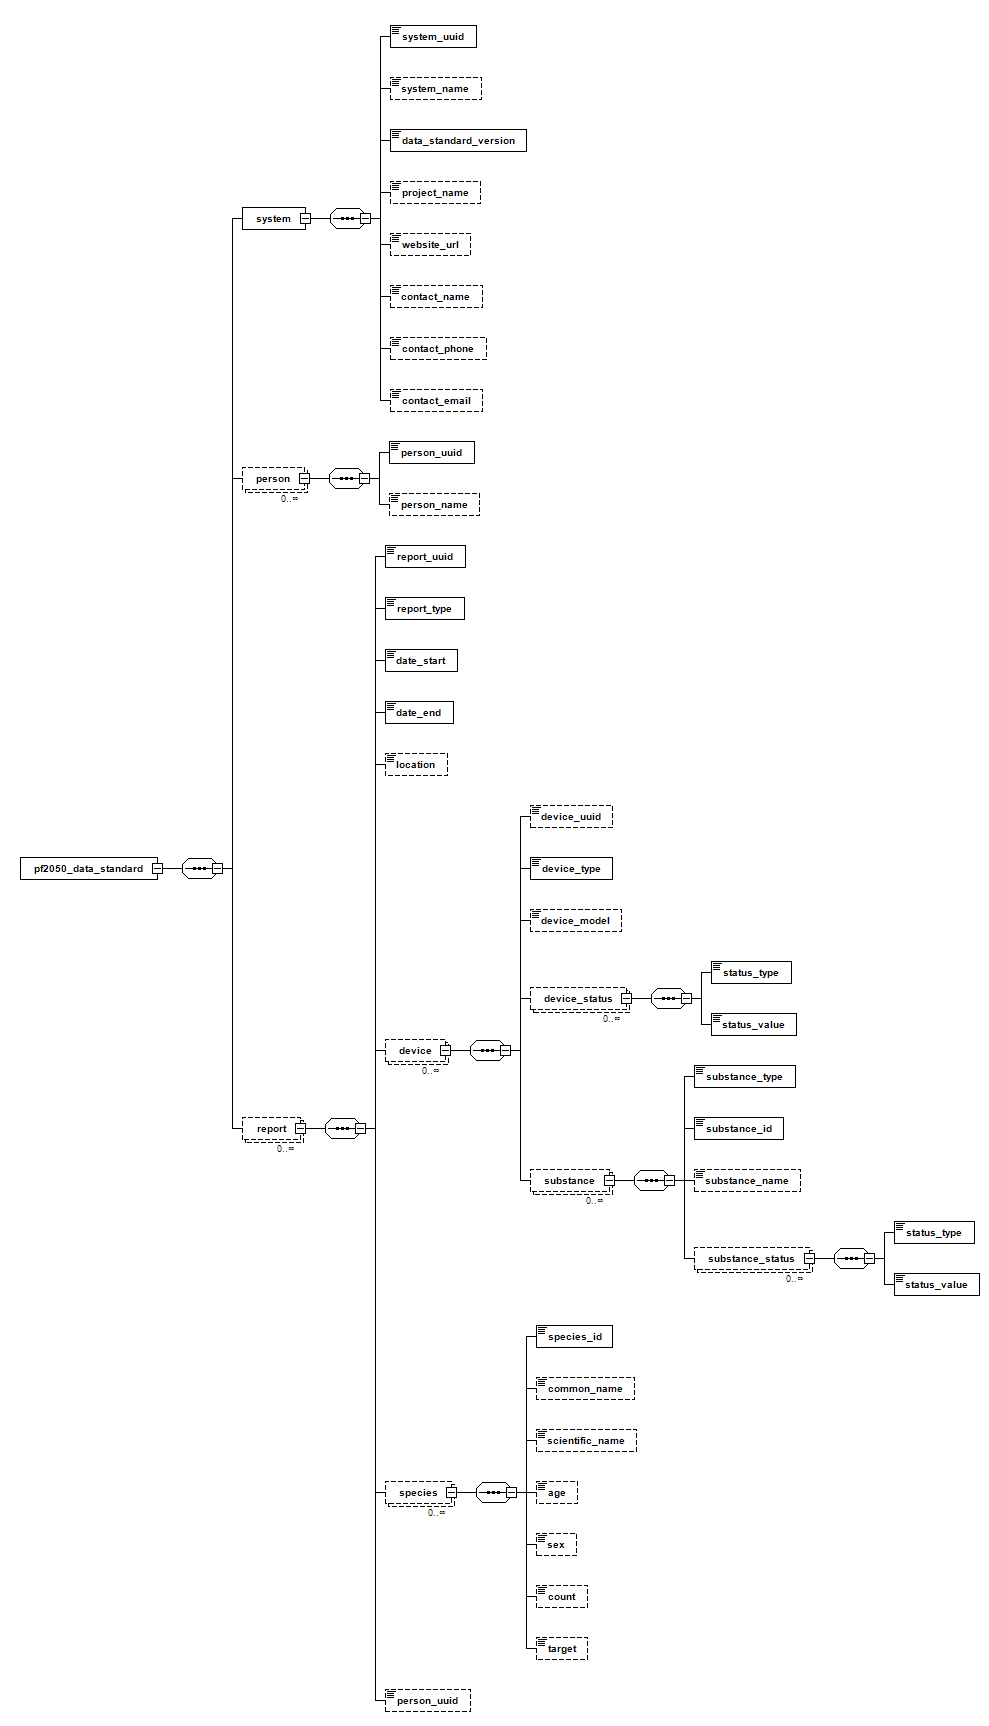 system_uuid
system_name
data_standard_version
project_name
system
website_url
contact_name
contact_phone
contact_email
person_uuid
person
0..∞
person_name
report_uuid
report_type
date_start
date_end
location
device_uuid
pf2050_data_standard
device_type
device_model
status_type
device_status
0..∞
status_value
device
0..∞
substance_type
report
0..∞
substance_id
substance
0..∞
substance_name
status_type
substance_status
0..∞
status_value
species_id
common_name
scientific_name
species
0..∞
age
sex
count
target
person_uuid